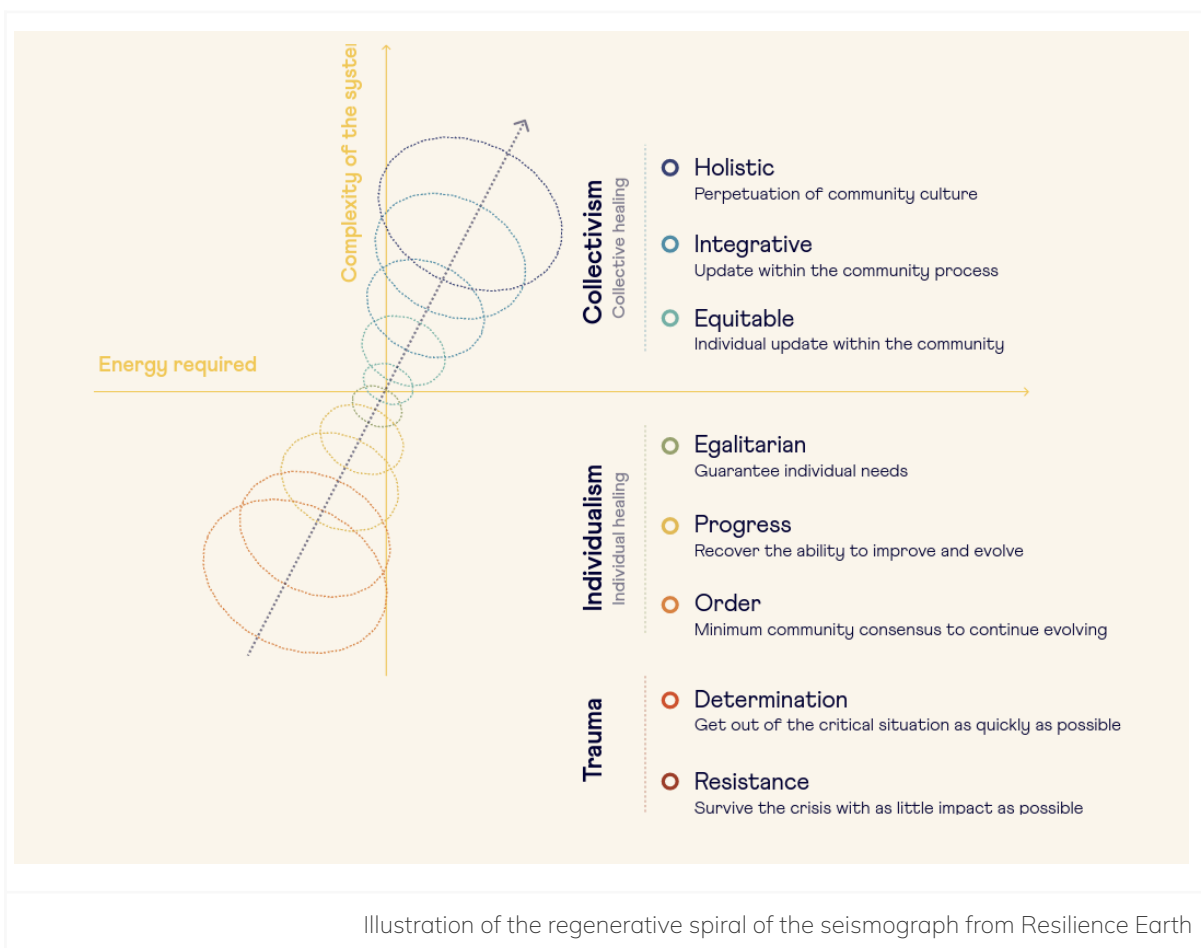 Complexity of the syste
Energy required
Collectivism
Collective healing
Holistic
Perpetuation of community culture
Integrative
Update within the community process
Equitable
Individual update within the community
Individualism
Individual healing
Egalitarian
Guarantee individual needs
Progress
Recover the ability to improve and evolve
Order
Minimum community consensus to continue evolving
Trauma
Determination
Get out of the critical situation as quickly as possible
Resistance
Survive the crisis with as little impact as possible
Illustration of the regenerative spiral of the seismograph from Resilience Earth